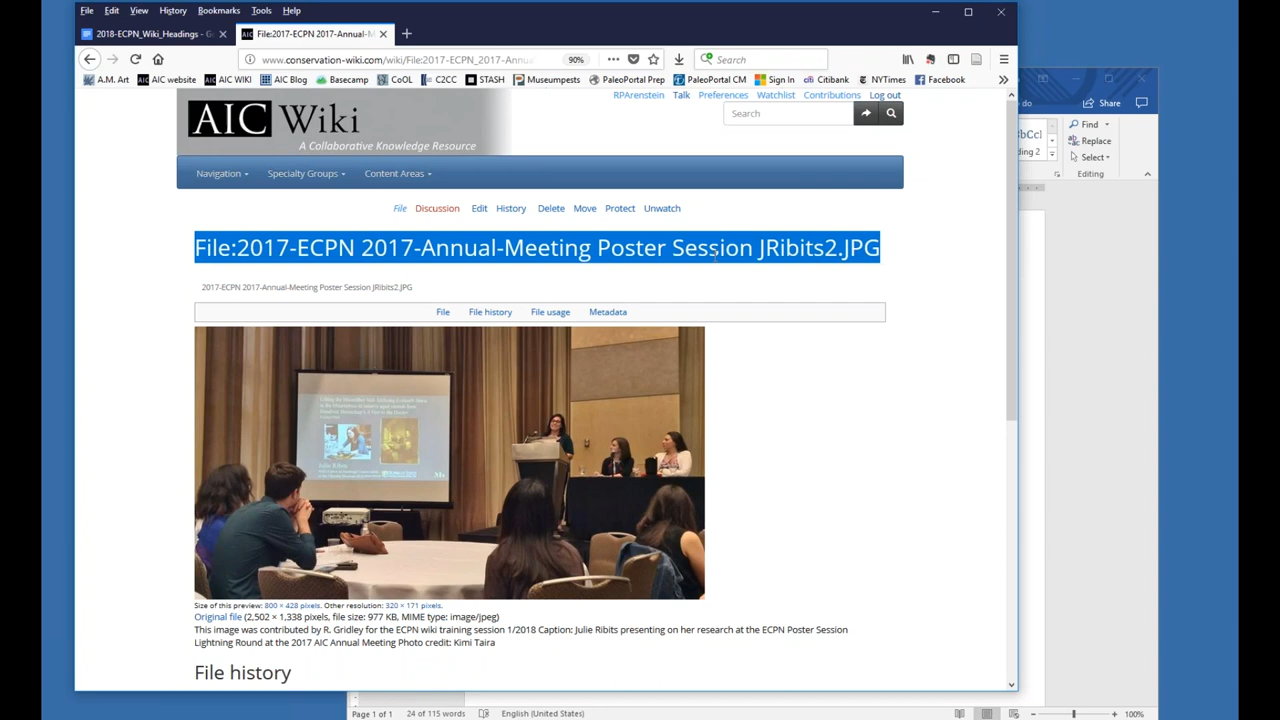 File Edit View History Bookmarks Tools Help
2018-ECPN_Wiki_Headings - G
File:2017-ECPN 2017-Annual-M
www.conservation-wiki.com/wiki/File:2017-ECPN_2017-Annua
90%
Search
A.M. Art AIC website AIC WIKI AIC Blog Basecamp CoOL C2CC STASH Museumpests PaleoPortal Prep PaleoPortal CM Sign In Citibank NYTimes Facebook
RPArenstein Talk Preferences Watchlist Contributions Log out
AIC Wiki
A Collaborative Knowledge Resource
Search
Navigation Specialty Groups Content Areas
File Discussion Edit History Delete Move Protect Unwatch
File:2017-ECPN 2017-Annual-Meeting Poster Session JRibits2.JPG
2017-ECPN 2017-Annual-Meeting Poster Session JRibits2.JPG
File File history File usage Metadata
Julie Ribits
Size of this preview: 800 × 428 pixels. Other resolution: 320 × 171 pixels.
Original file (2,502 × 1,338 pixels, file size: 977 KB, MIME type: image/jpeg)
This image was contributed by R. Gridley for the ECPN wiki training session 1/2018 Caption: Julie Ribits presenting on her research at the ECPN Poster Session
Lightning Round at the 2017 AIC Annual Meeting Photo credit: Kimi Taira
File history
do
Share
Find
Replace
Select
Editing
bCcl
ding 2
Page 1 of 1 24 of 115 words English (United States) 100%